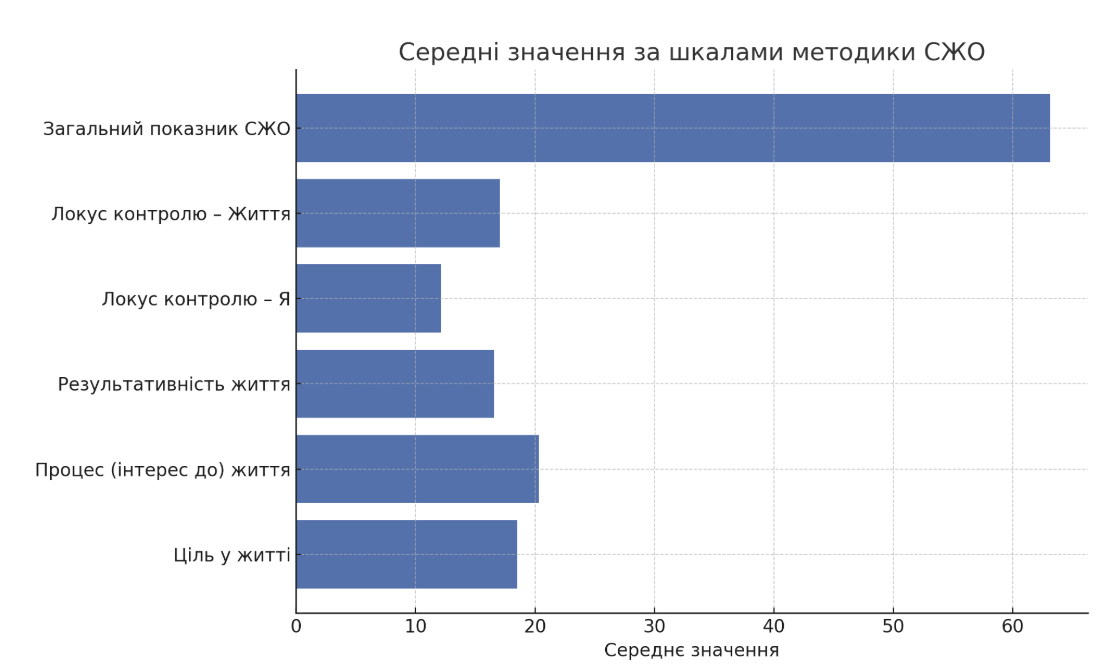 Середні значення за шкалами методики СЖО
Загальний показник СЖО
Локус контролю – Життя
Локус контролю – Я
Результативність життя
Процес (інтерес до) життя
Ціль у житті
0 10 20 30 40 50 60
Середнє значення